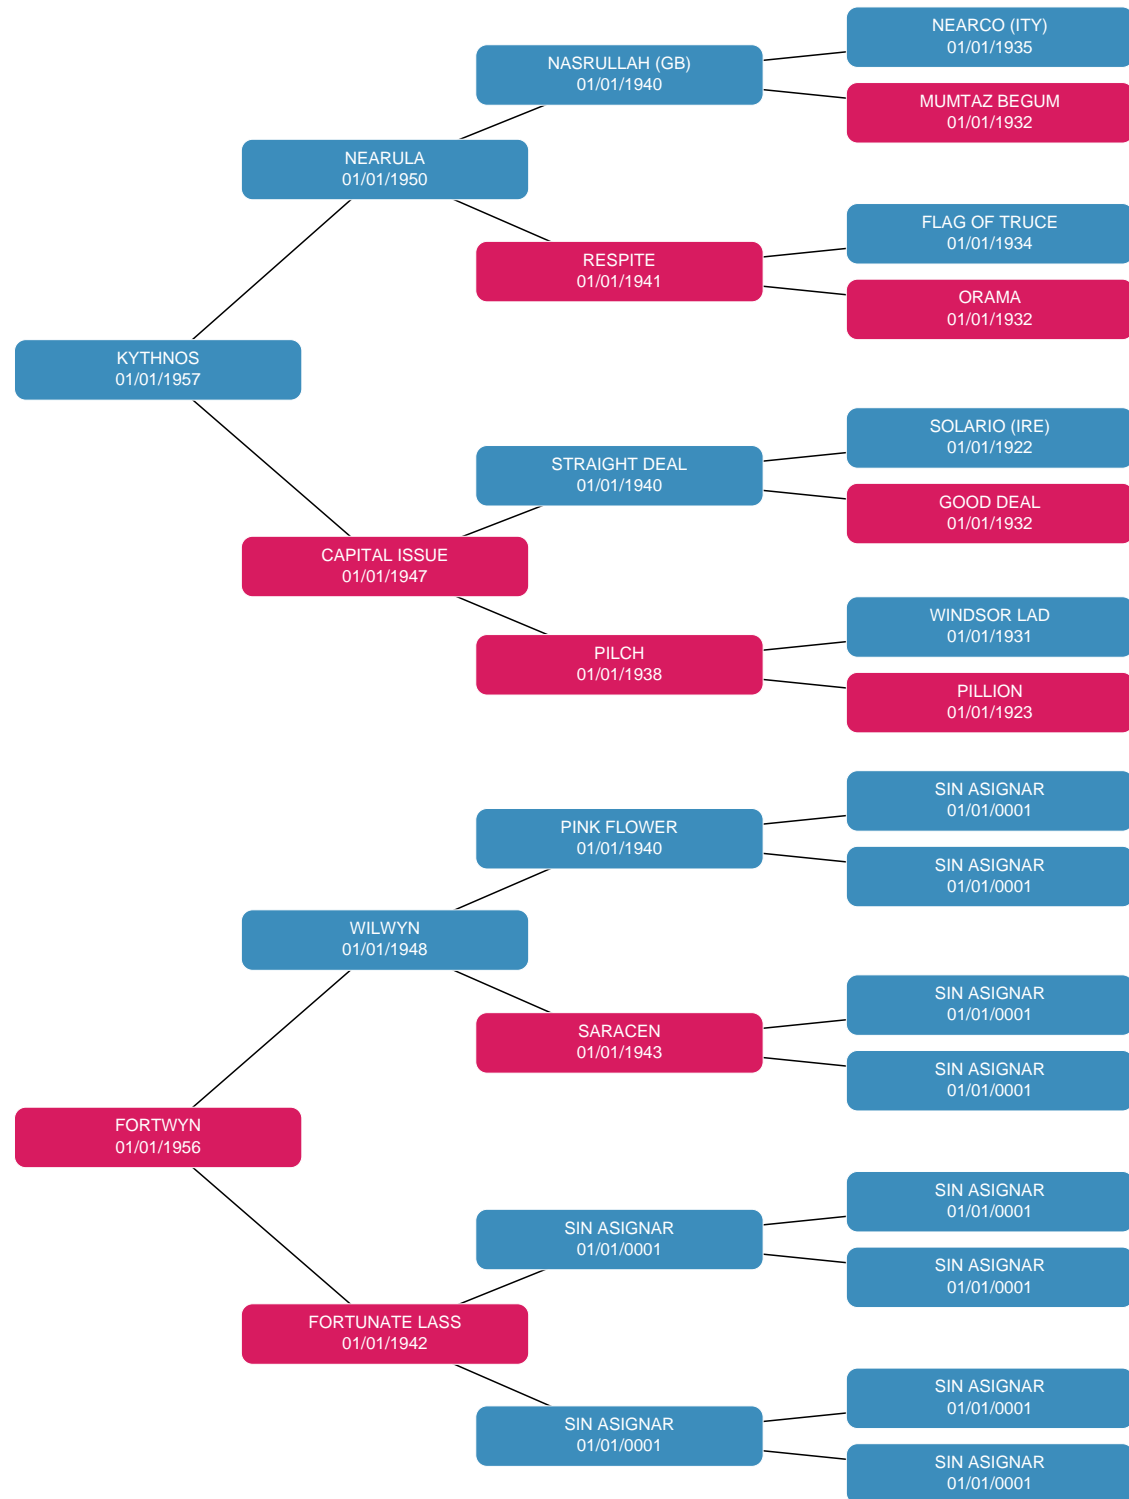 NEARCO (ITY)
01/01/1935
NASRULLAH (GB)
01/01/1940
MUMTAZ BEGUM
01/01/1932
NEARULA
01/01/1950
FLAG OF TRUCE
01/01/1934
RESPITE
01/01/1941
ORAMA
01/01/1932
KYTHNOS
01/01/1957
SOLARIO (IRE)
01/01/1922
STRAIGHT DEAL
01/01/1940
GOOD DEAL
01/01/1932
CAPITAL ISSUE
01/01/1947
WINDSOR LAD
01/01/1931
PILCH
01/01/1938
PILLION
01/01/1923
SIN ASIGNAR
01/01/0001
PINK FLOWER
01/01/1940
SIN ASIGNAR
01/01/0001
WILWYN
01/01/1948
SIN ASIGNAR
01/01/0001
SARACEN
01/01/1943
SIN ASIGNAR
01/01/0001
FORTWYN
01/01/1956
SIN ASIGNAR
01/01/0001
SIN ASIGNAR
01/01/0001
SIN ASIGNAR
01/01/0001
FORTUNATE LASS
01/01/1942
SIN ASIGNAR
01/01/0001
SIN ASIGNAR
01/01/0001
SIN ASIGNAR
01/01/0001